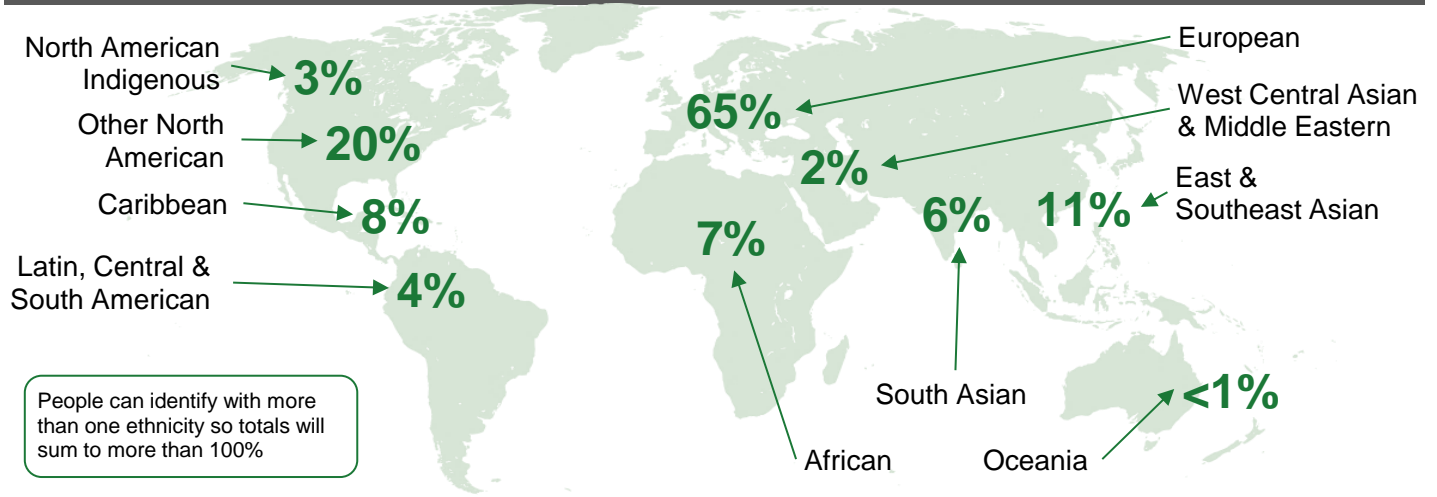 North American
Indigenous
3%
Other North
American
20%
Caribbean
8%
Latin, Central &
South American
4%
European
65%
West Central Asian
& Middle Eastern
2%
East &
Southeast Asian
11%
6%
South Asian
7%
African
<1%
Oceania
People can identify with more
than one ethnicity so totals will
sum to more than 100%